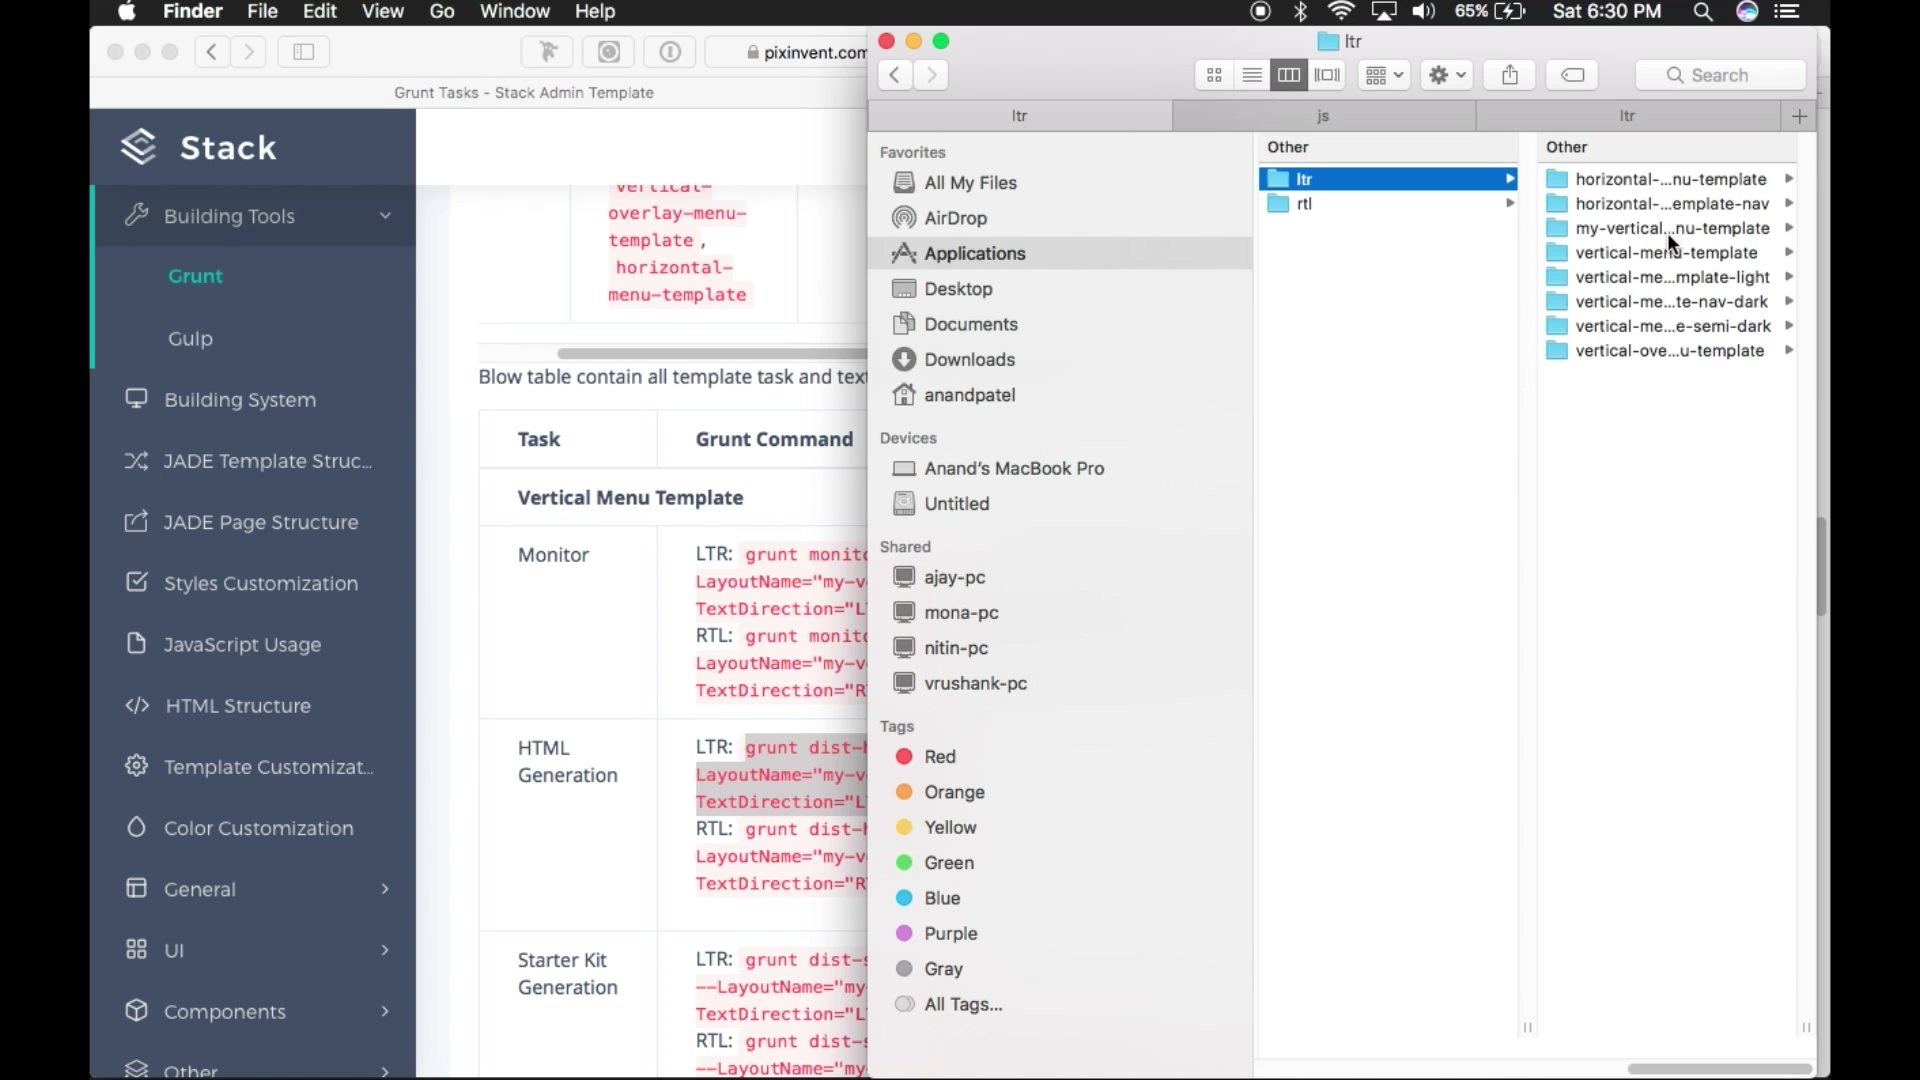 Finder File Edit View Go Window Help
65% Sat 6:30 PM
pixinvent.com
Grunt Tasks - Stack Admin Template
Stack
Building Tools
Grunt
Gulp
Building System
JADE Template Struc...
JADE Page Structure
Styles Customization
JavaScript Usage
HTML Structure
Template Customizat...
Color Customization
General
UI
Components
Other
vertical-
overlay-menu-
template ,
horizontal-
menu-template
Blow table contain all template task and text
Task Grunt Command
Vertical Menu Template
Monitor
LTR: grunt monito
LayoutName="my-ve
TextDirection="L
RTL: grunt monito
LayoutName="my-ve
TextDirection="R
HTML
Generation
LTR: grunt dist-h
LayoutName="my-ve
TextDirection="L
RTL: grunt dist-h
LayoutName="my-ve
TextDirection="R
Starter Kit
Generation
LTR: grunt dist-s
--LayoutName="my
TextDirection="L
RTL: grunt dist-s
--LayoutName="my
ltr
Search
ltr js ltr
Favorites
All My Files
AirDrop
Applications
Desktop
Documents
Downloads
anandpatel
Devices
Anand's MacBook Pro
Untitled
Shared
ajay-pc
mona-pc
nitin-pc
vrushank-pc
Tags
Red
Orange
Yellow
Green
Blue
Purple
Gray
All Tags...
Other
ltr
rtl
Other
horizontal-...nu-template
horizontal-...emplate-nav
my-vertical...nu-template
vertical-menu-template
vertical-me...mplate-light
vertical-me...te-nav-dark
vertical-me...e-semi-dark
vertical-ove...u-template